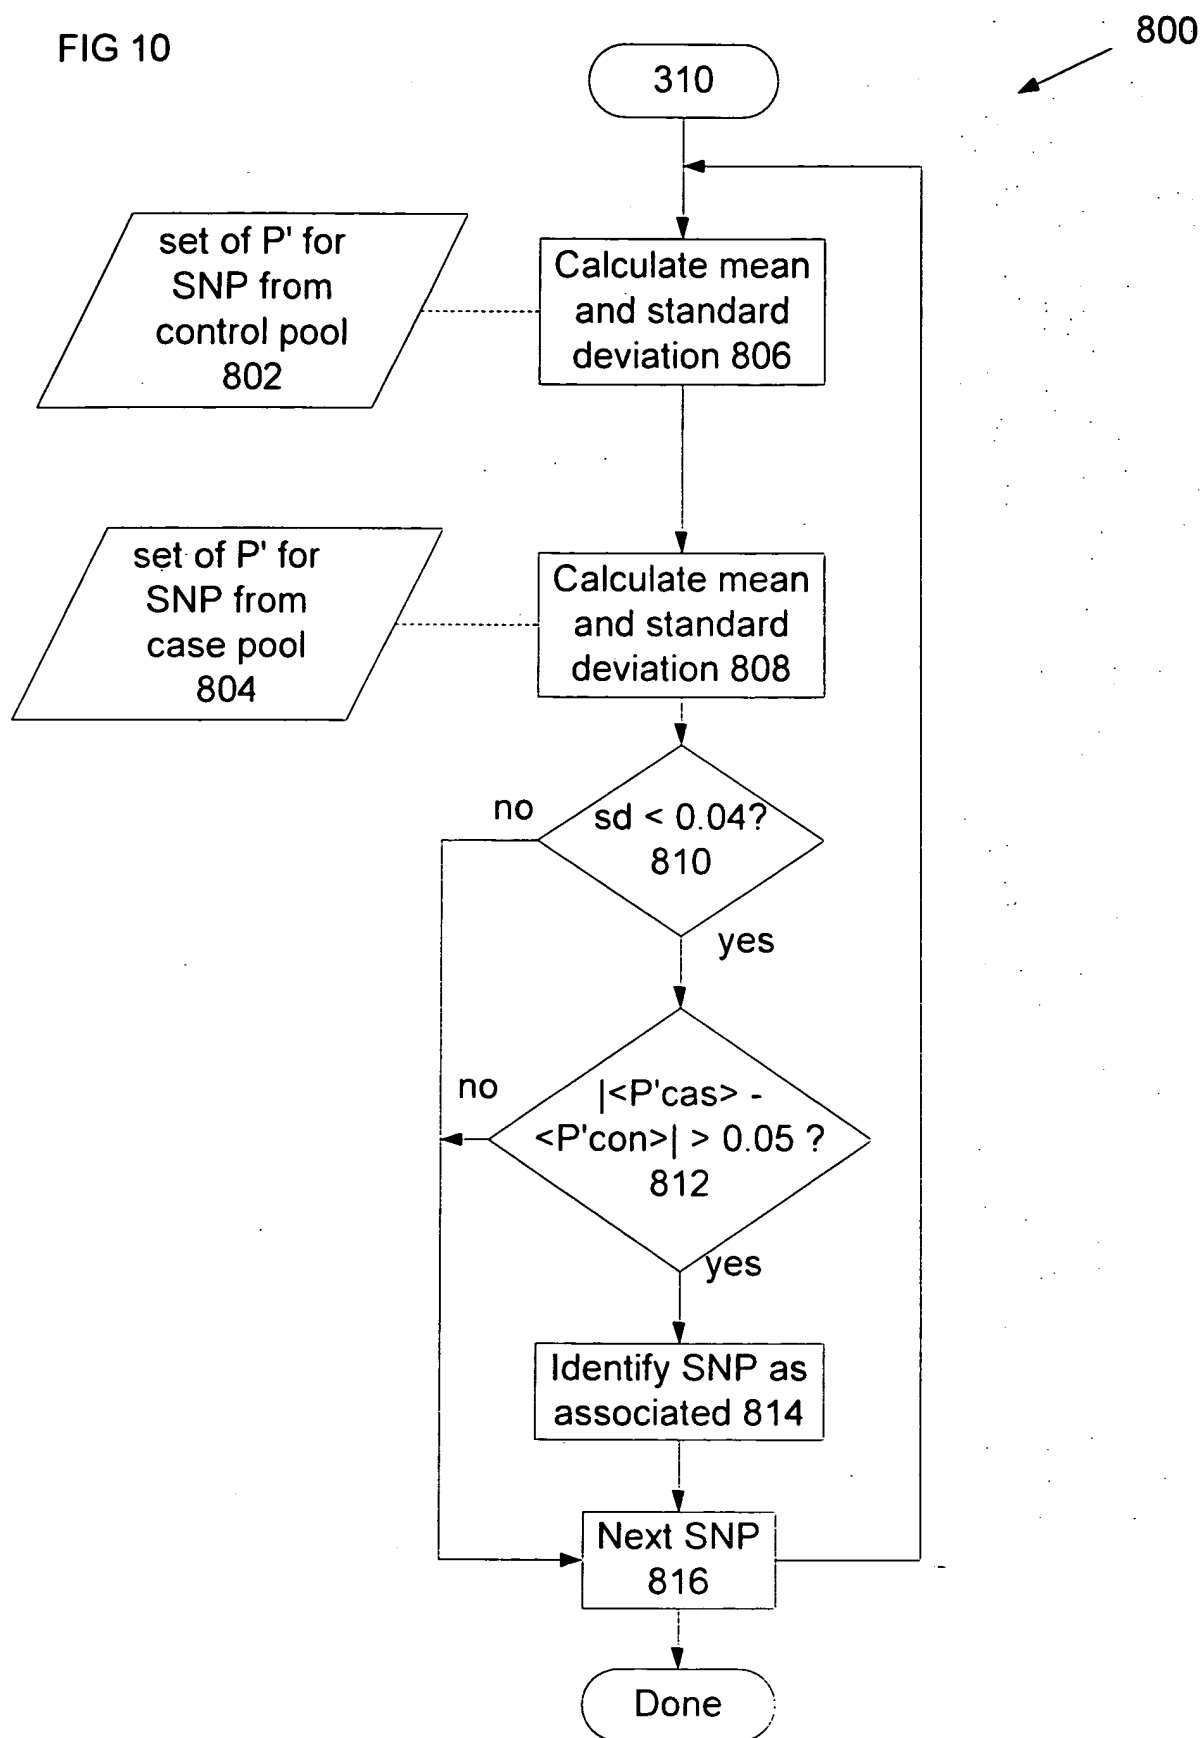 FIG 10
800
310
set of P' for
SNP from
control pool
802
Calculate mean
and standard
deviation 806
set of P' for
SNP from
case pool
804
Calculate mean
and standard
deviation 808
no
sd < 0.04?
810
yes
no
|<P'cas> -
<P'con>| > 0.05 ?
812
yes
Identify SNP as
associated 814
Next SNP
816
Done